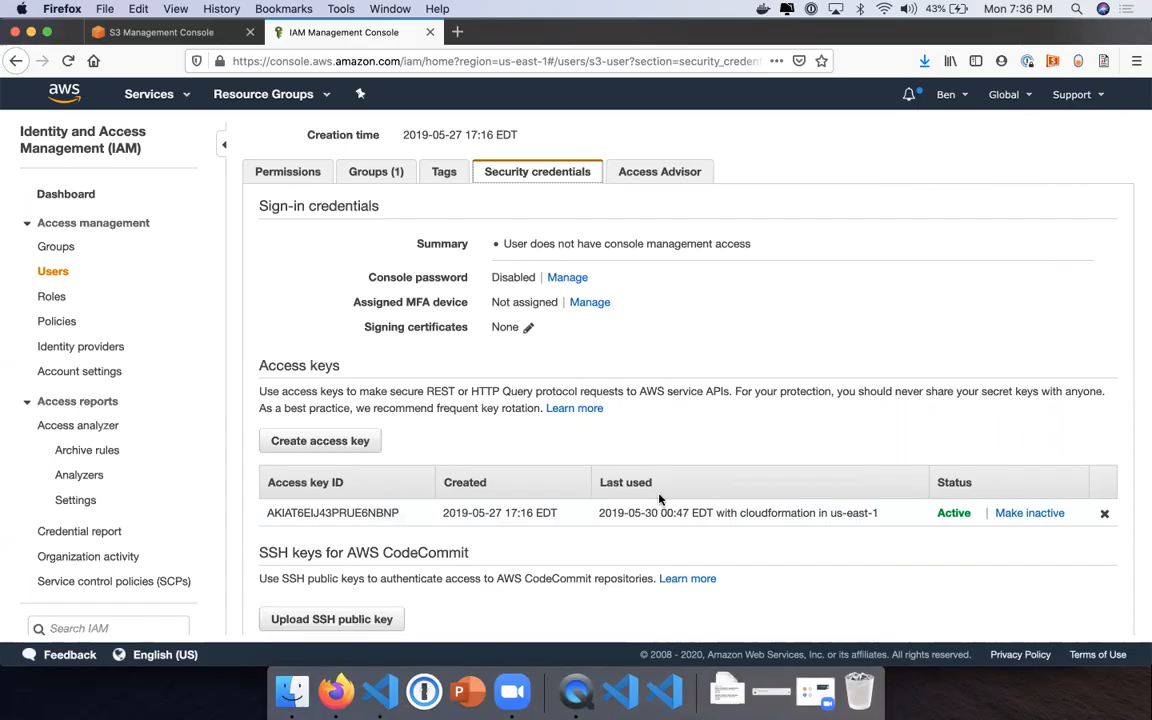 Firefox File Edit View History Bookmarks Tools Window Help 43% Mon 7:36 PM
S3 Management Console IAM Management Console
https://console.aws.amazon.com/iam/home?region=us-east-1#/users/s3-user?section=security_creden
aws Services Resource Groups Ben Global Support
Identity and Access
Management (IAM)
Dashboard
Access management
Groups
Users
Roles
Policies
Identity providers
Account settings
Access reports
Access analyzer
Archive rules
Analyzers
Settings
Credential report
Organization activity
Service control policies (SCPs)
Search IAM
Creation time 2019-05-27 17:16 EDT
Permissions Groups (1) Tags Security credentials Access Advisor
Sign-in credentials
Summary • User does not have console management access
Console password Disabled | Manage
Assigned MFA device Not assigned | Manage
Signing certificates None
Access keys
Use access keys to make secure REST or HTTP Query protocol requests to AWS service APIs. For your protection, you should never share your secret keys with anyone.
As a best practice, we recommend frequent key rotation. Learn more
Create access key
Access key ID Created Last used Status
AKIAT6EIJ43PRUE6NBNP 2019-05-27 17:16 EDT 2019-05-30 00:47 EDT with cloudformation in us-east-1 Active | Make inactive
SSH keys for AWS CodeCommit
Use SSH public keys to authenticate access to AWS CodeCommit repositories. Learn more
Upload SSH public key
Feedback English (US) © 2008 - 2020, Amazon Web Services, Inc. or its affiliates. All rights reserved. Privacy Policy Terms of Use